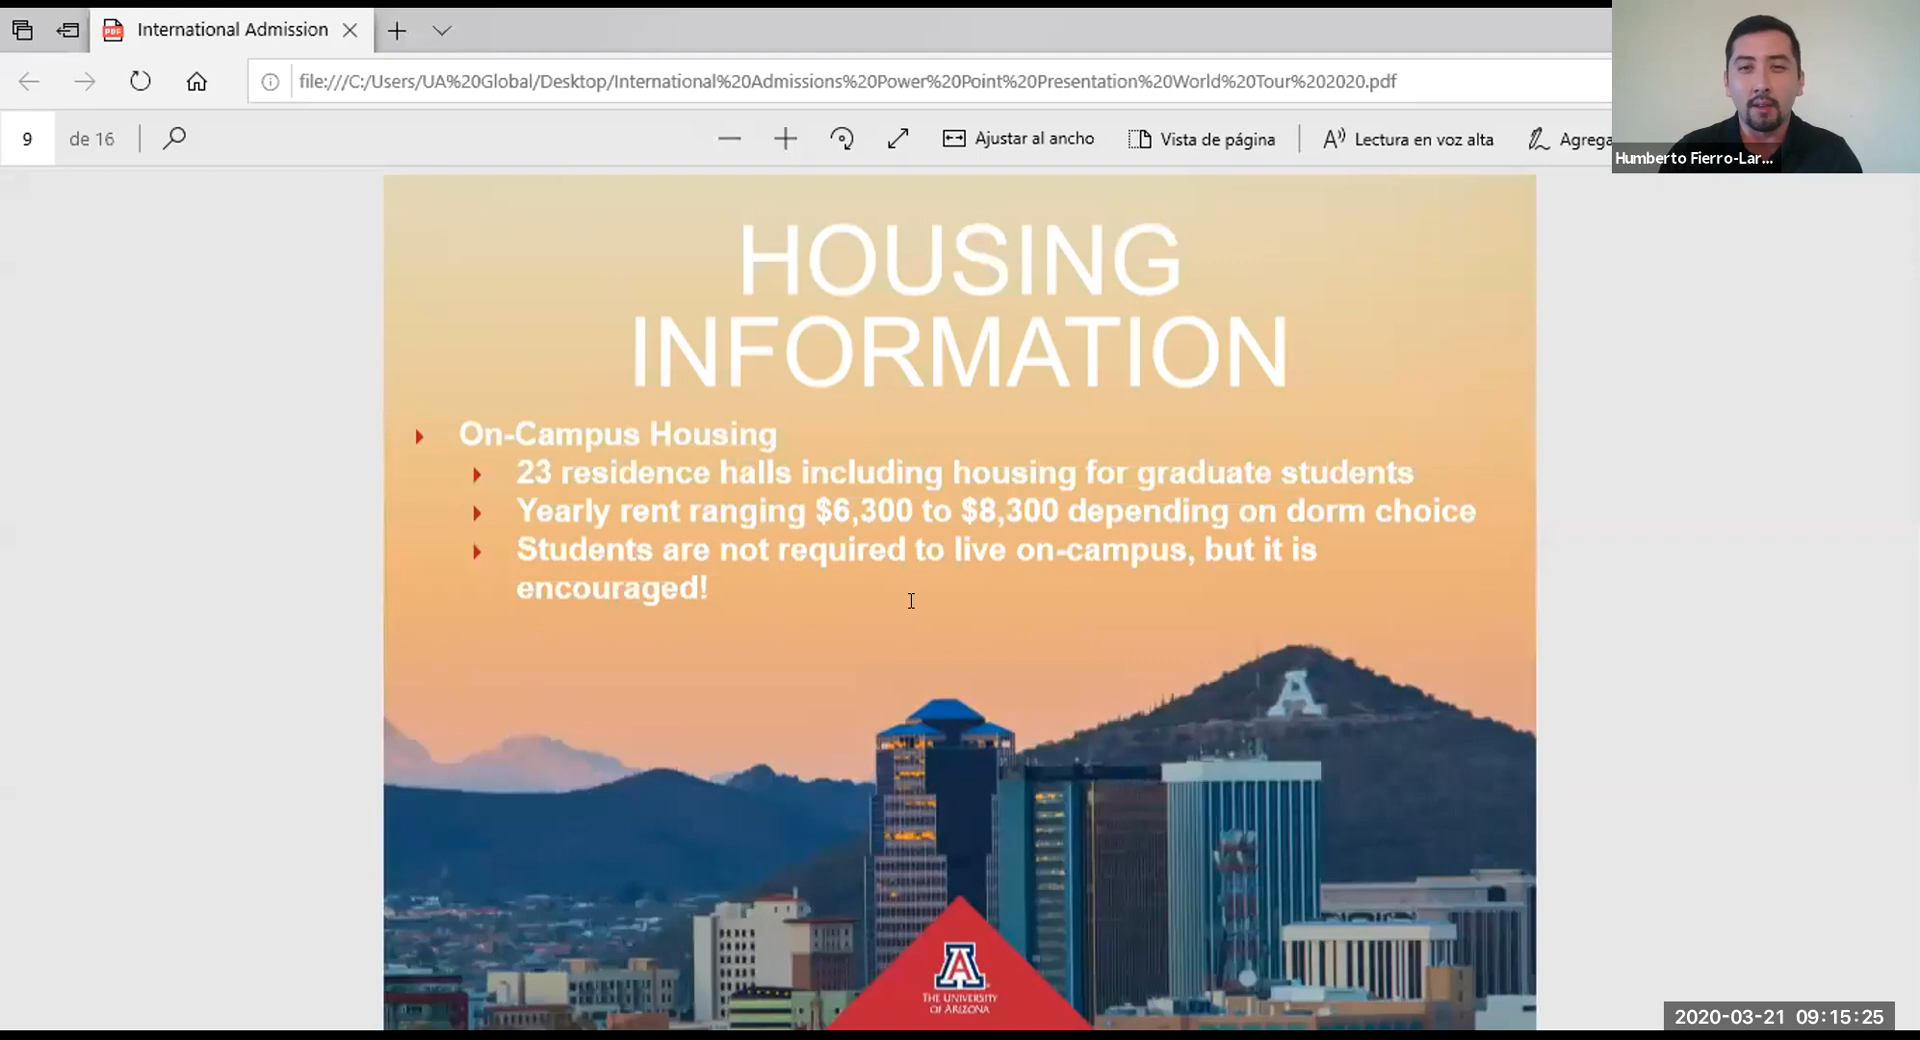 International Admission
file:///C:/Users/UA%20Global/Desktop/International%20Admissions%20Power%20Point%20Presentation%20World%20Tour%202020.pdf
9 de 16
Ajustar al ancho
Vista de página
Lectura en voz alta
Agrega
Humberto Fierro-Lar...
HOUSING
INFORMATION
On-Campus Housing
23 residence halls including housing for graduate students
Yearly rent ranging $6,300 to $8,300 depending on dorm choice
Students are not required to live on-campus, but it is
encouraged!
A
A
THE UNIVERSITY
OF ARIZONA
2020-03-21 09:15:25